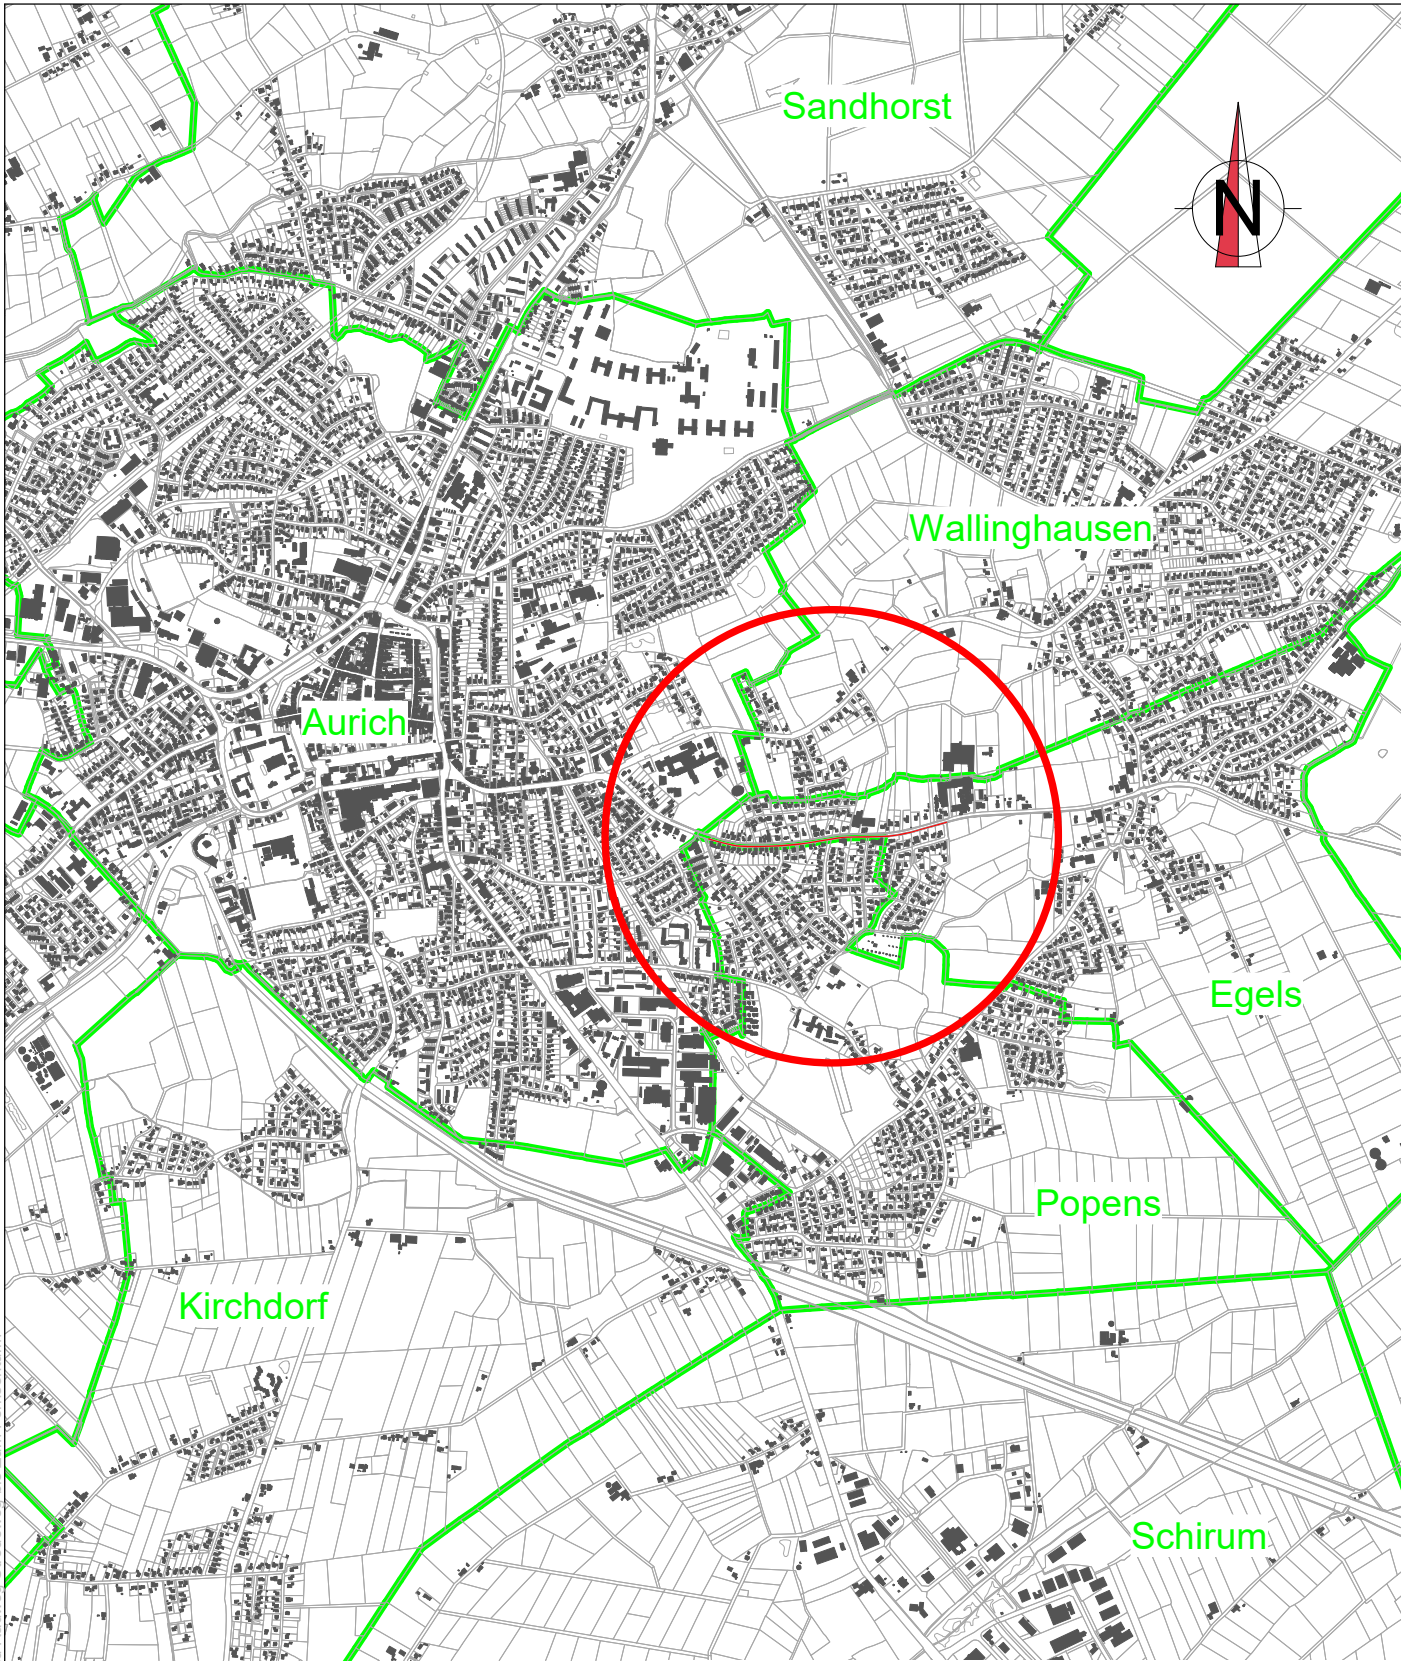 Sandhorst
N
Wallinghausen
Aurich
Egels
Popens
Kirchdorf
Schirum